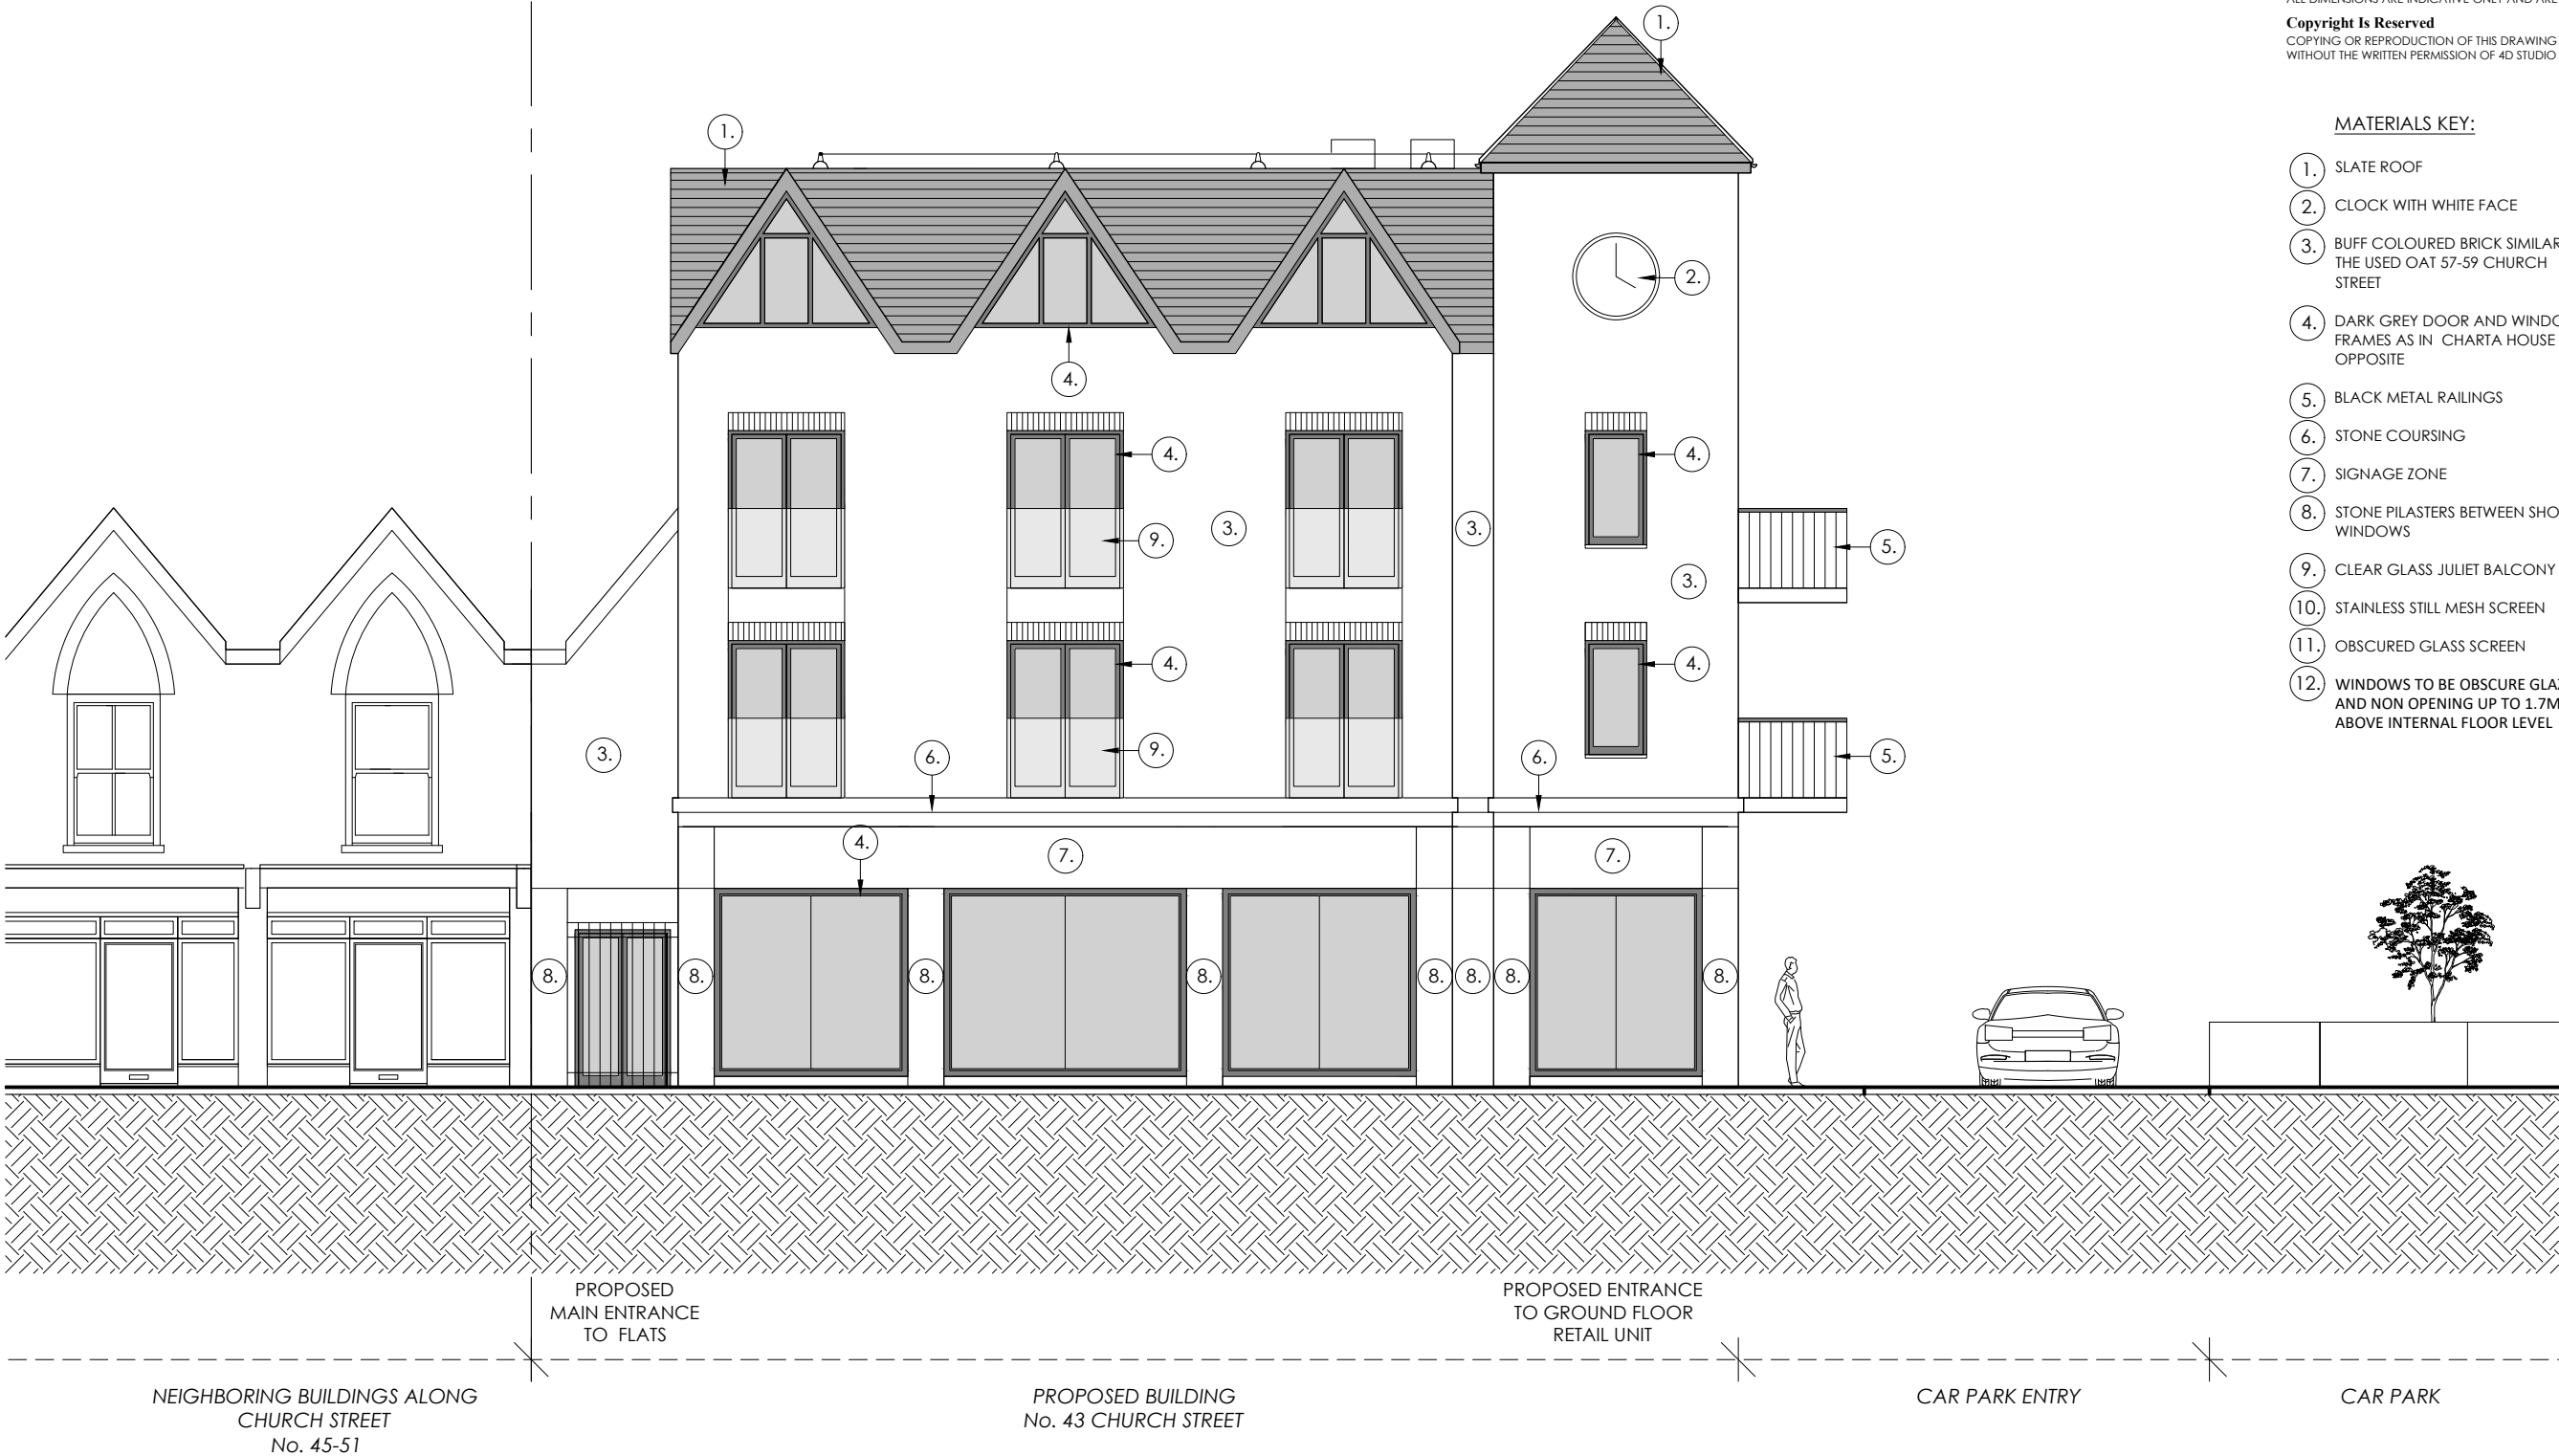 Copyright Is Reserved
COPYING OR REPRODUCTION OF THIS DRAWING
WITHOUT THE WRITTEN PERMISSION OF 4D STUDIO
MATERIALS KEY:
1. SLATE ROOF
2. CLOCK WITH WHITE FACE
3. BUFF COLOURED BRICK SIMILAR
THE USED OAT 57-59 CHURCH
STREET
4. DARK GREY DOOR AND
FRAMES AS IN CHARTA HOUSE
OPPOSITE
5. BLACK METAL RAILINGS
6. STONE COURSING
7. SIGNAGE ZONE
8. STONE PILASTERS BETWEEN
WINDOWS
9. CLEAR GLASS JULIET BALCONY
10. STAINLESS STILL MESH SCREEN
11. OBSCURED GLASS SCREEN
12. WINDOWS TO BE OBSCURE
AND NON OPENING UP TO 1.7M
ABOVE INTERNAL FLOOR LEVEL
1.
1.
2.
4.
4.
4.
3.
3.
9.
5.
3.
4.
4.
3.
9.
6.
6.
5.
4.
7.
7.
8.
8.
8.
8.
8.
8.
8.
8.
PROPOSED
MAIN ENTRANCE
TO FLATS
PROPOSED ENTRANCE
TO GROUND FLOOR
RETAIL UNIT
NEIGHBORING BUILDINGS ALONG
CHURCH STREET
No. 45-51
PROPOSED BUILDING
No. 43 CHURCH STREET
CAR PARK ENTRY
CAR PARK